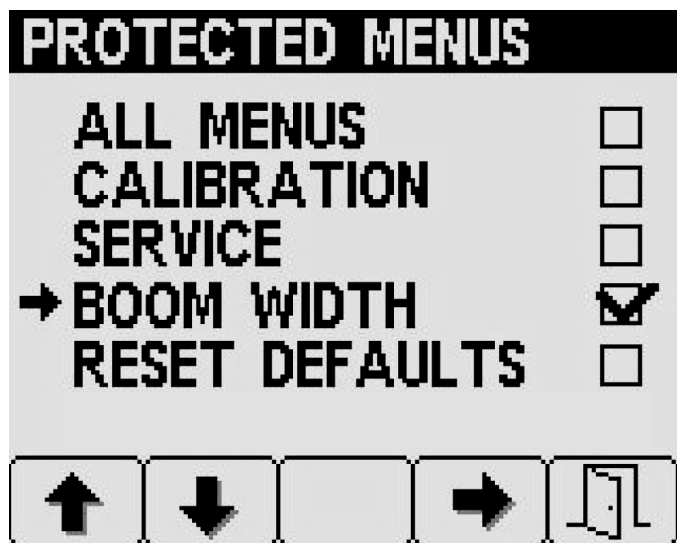 PROTECTED MENUS
ALL MENUS
CALIBRATION
SERVICE
BOOM WIDTH
RESET DEFAULTS